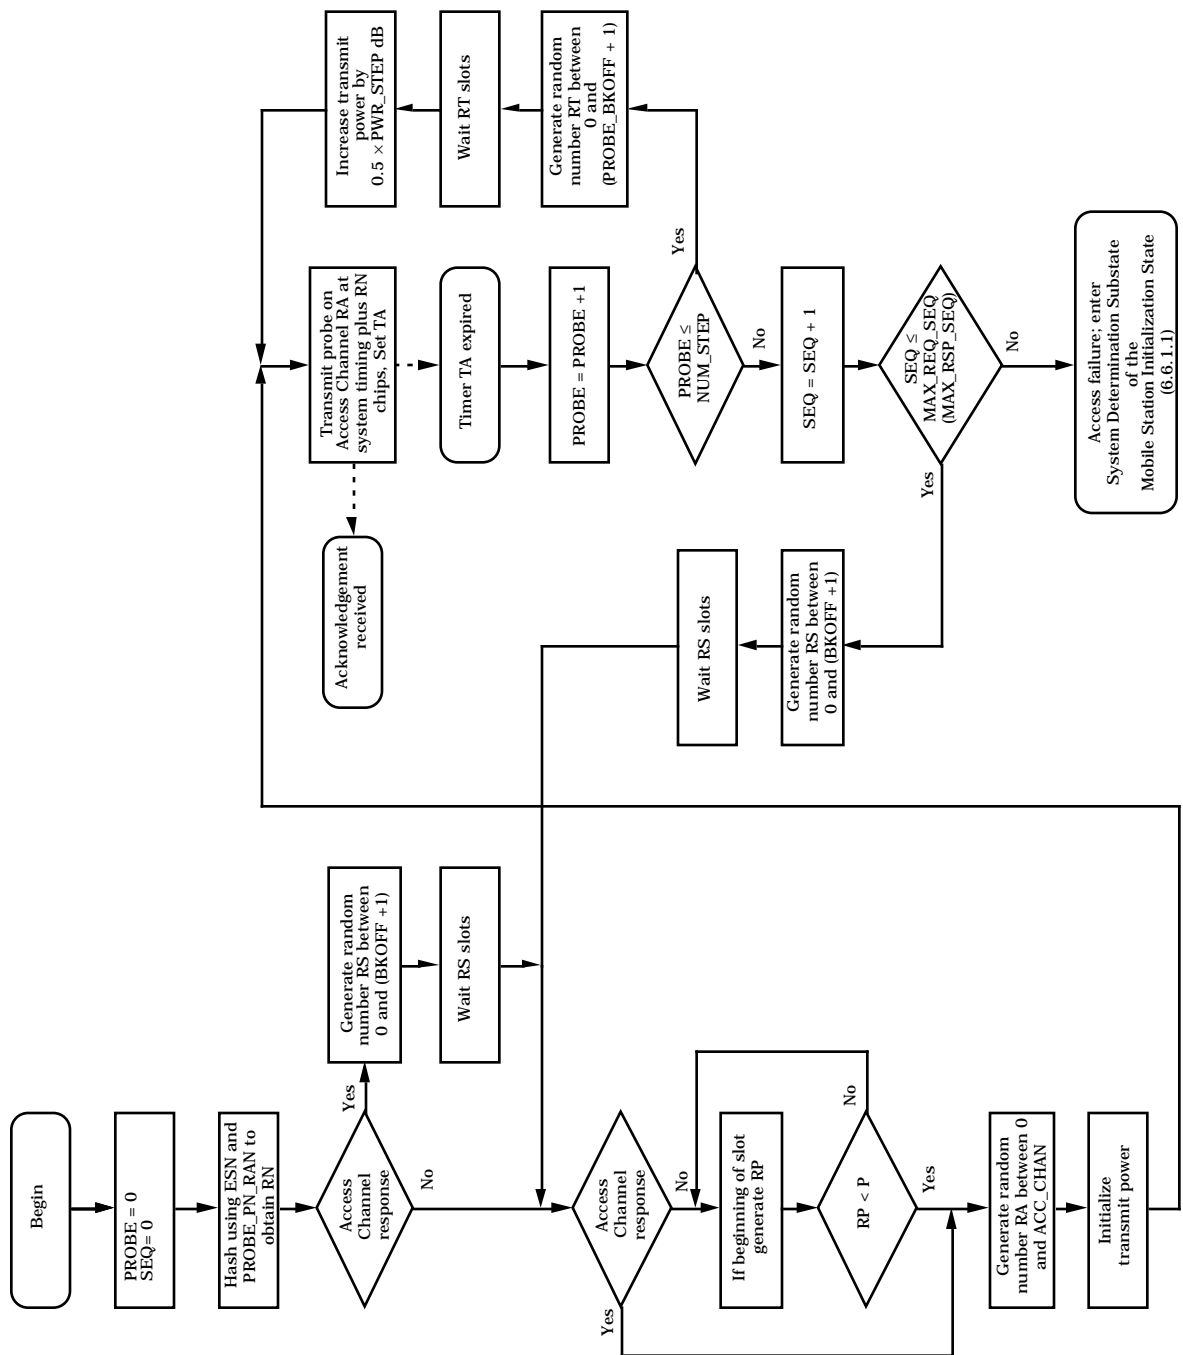 Begin
PROBE = 0
SEQ= 0
Hash using ESN and
PROBE_PN_RAN to
obtain RN
Access
Channel
response
Yes
No
Generate random
number RS between
0 and (BKOFF +1)
Wait RS slots
Access
Channel
response
Yes
No
If beginning of slot
generate RP
RP < P
No
Yes
Generate random
number RA between 0
and ACC_CHAN
Initialize
transmit power
Transmit probe on
Access Channel RA at
system timing plus RN
chips, Set TA
Acknowledgement
received
Timer TA expired
PROBE = PROBE +1
PROBE ≤
NUM_STEP
Yes
No
Generate random
number RT between
0 and
(PROBE_BKOFF + 1)
Wait RT slots
Increase transmit
power by
0.5 × PWR_STEP dB
SEQ = SEQ + 1
SEQ ≤
MAX_REQ_SEQ
(MAX_RSP_SEQ)
Yes
No
Generate random
number RS between
0 and (BKOFF +1)
Wait RS slots
Access failure; enter
System Determination Substate
of the
Mobile Station Initialization State
(6.6.1.1)